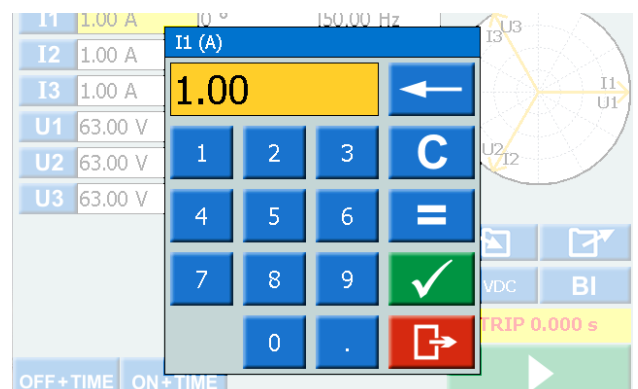 I1 1.00 A 0 ° 50.00 Hz
I2 1.00 A
I3 1.00 A
U1 63.00 V
U2 63.00 V
U3 63.00 V
I1 (A)
1.00
1 2 3 C
4 5 6 =
7 8 9
0 .
I3 U3
I1
U1
U2 I2
VDC BI
TRIP 0.000 s
OFF+TIME ON+TIME